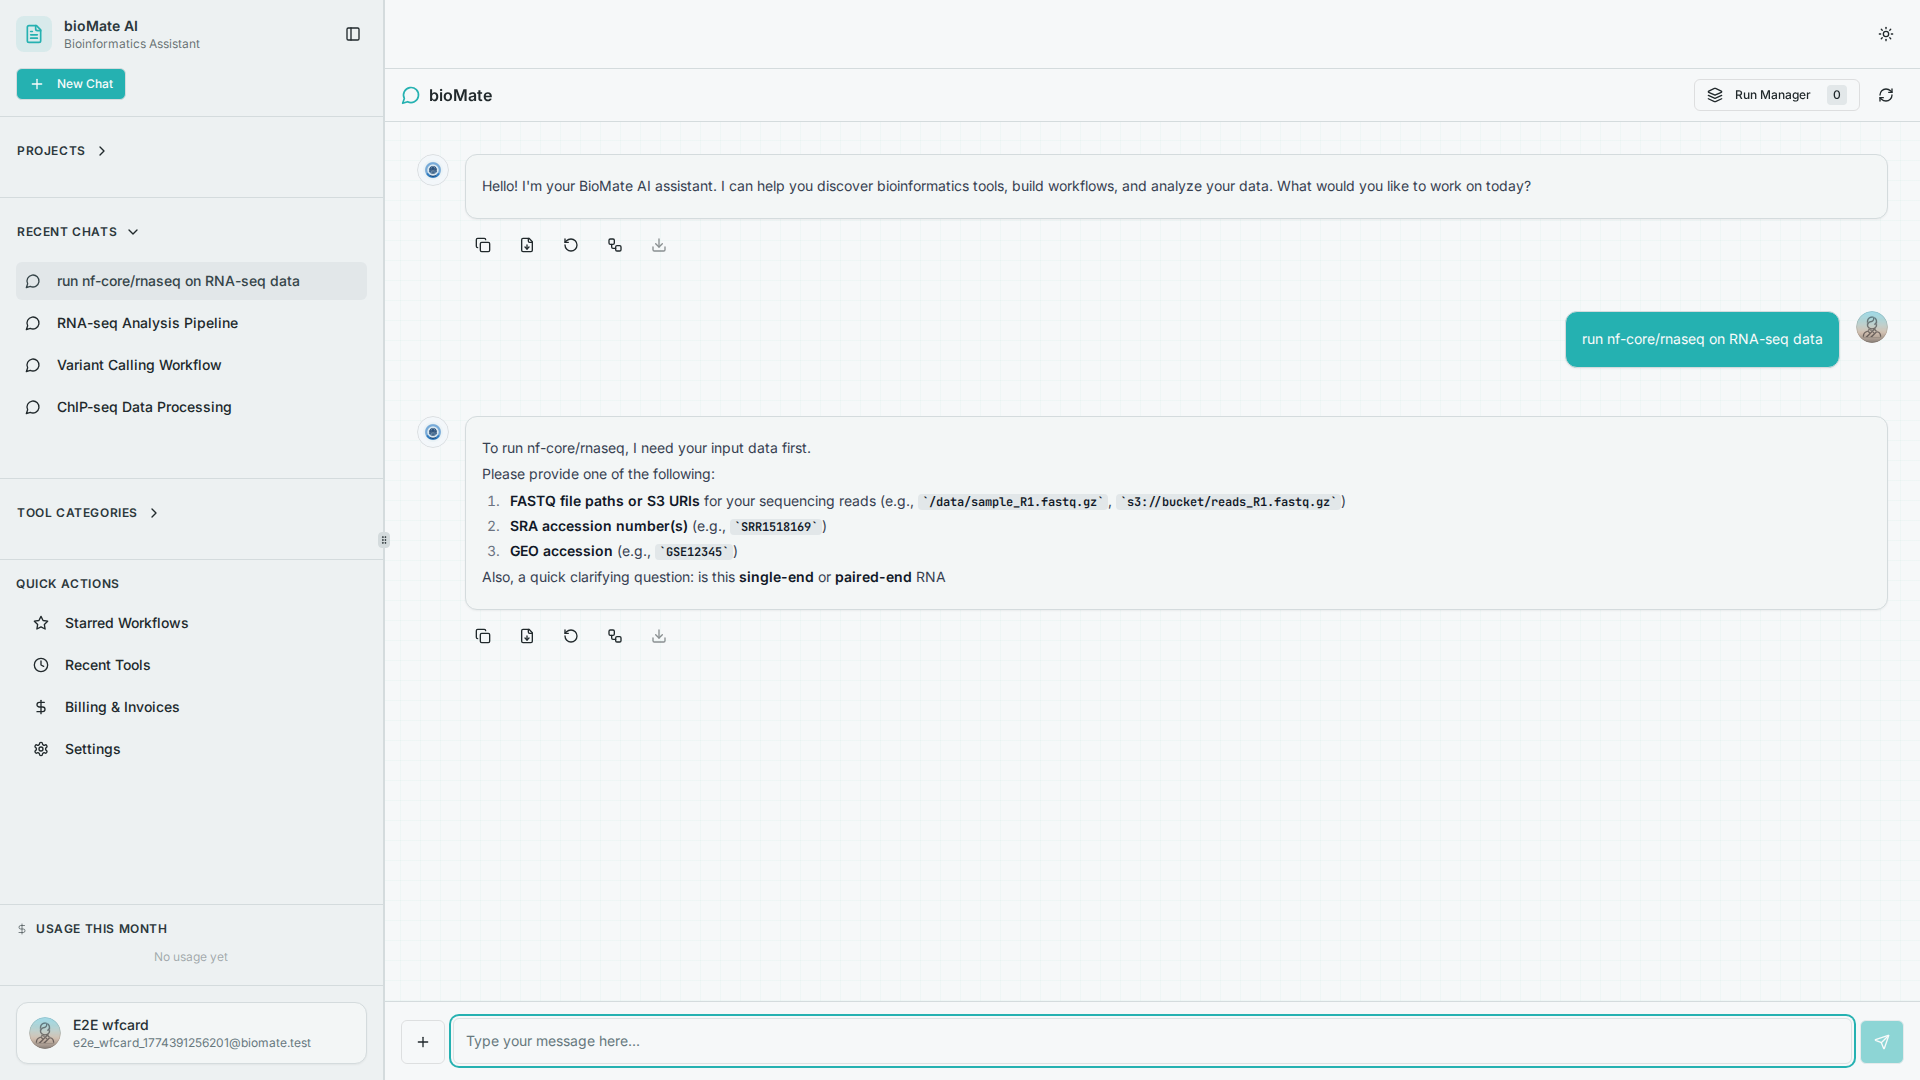 bioMate AI
Bioinformatics Assistant
New Chat
PROJECTS
RECENT CHATS
run nf-core/rnaseq on RNA-seq data
RNA-seq Analysis Pipeline
Variant Calling Workflow
ChIP-seq Data Processing
TOOL CATEGORIES
QUICK ACTIONS
Starred Workflows
Recent Tools
Billing & Invoices
Settings
$ USAGE THIS MONTH
No usage yet
E2E wfcard
e2e_wfcard_1774391256201@biomate.test
bioMate
Run Manager 0
Hello! I'm your BioMate AI assistant. I can help you discover bioinformatics tools, build workflows, and analyze your data. What would you like to work on today?
run nf-core/rnaseq on RNA-seq data
To run nf-core/rnaseq, I need your input data first.
Please provide one of the following:
1. FASTQ file paths or S3 URIs for your sequencing reads (e.g., `/data/sample_R1.fastq.gz`, `s3://bucket/reads_R1.fastq.gz`)
2. SRA accession number(s) (e.g., `SRR1518169`)
3. GEO accession (e.g., `GSE12345`)
Also, a quick clarifying question: is this single-end or paired-end RNA
Type your message here...